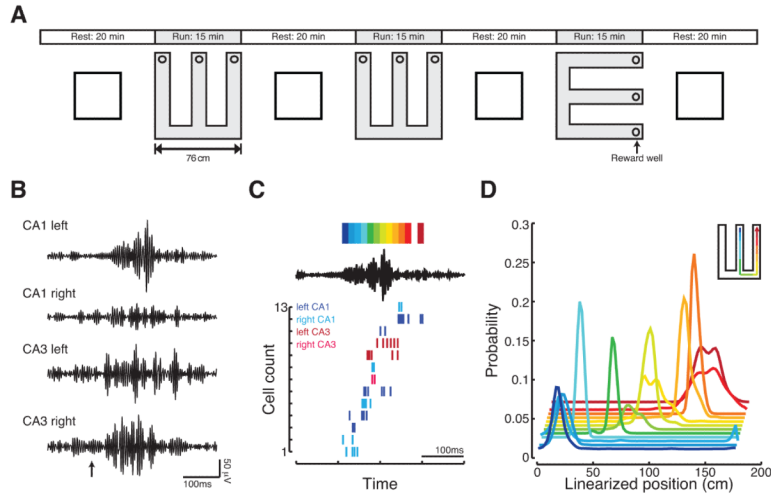 A
Rest: 20 min Run: 15 min Rest: 20 min Run: 15 min Rest: 20 min Run: 15 min Rest: 20 min
76 cm
Reward well
B
CA1 left
CA1 right
CA3 left
CA3 right
100ms
50 μV
C
13
left CA1
right CA1
left CA3
right CA3
Cell count
1
100ms
Time
D
0.3
0.2
0.15
0.1
0.05
0
Probability
0 50 100 150 200
Linearized position (cm)